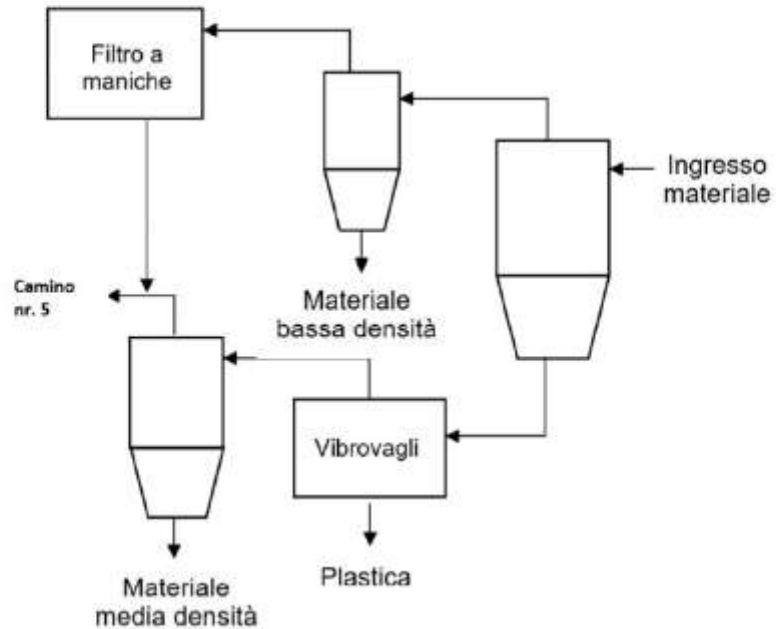 Filtro a
maniche
Ingresso
materiale
Materiale
bassa densità
Camino
nr. 5
Vibrovagli
Plastica
Materiale
media densità